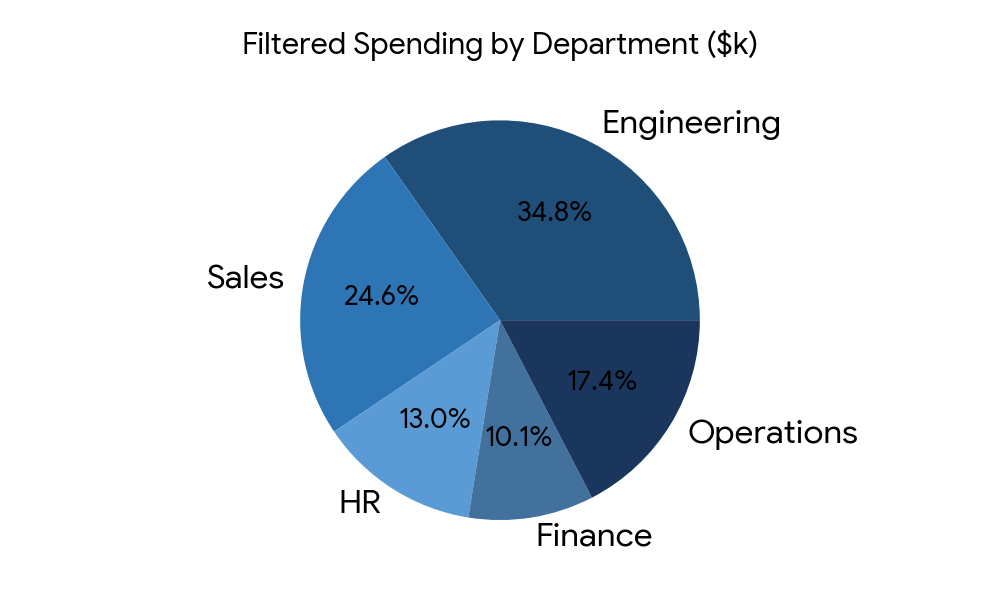 Filtered Spending by Department ($k)
Engineering
34.8%
Sales
24.6%
17.4%
13.0%
10.1%
Operations
HR
Finance